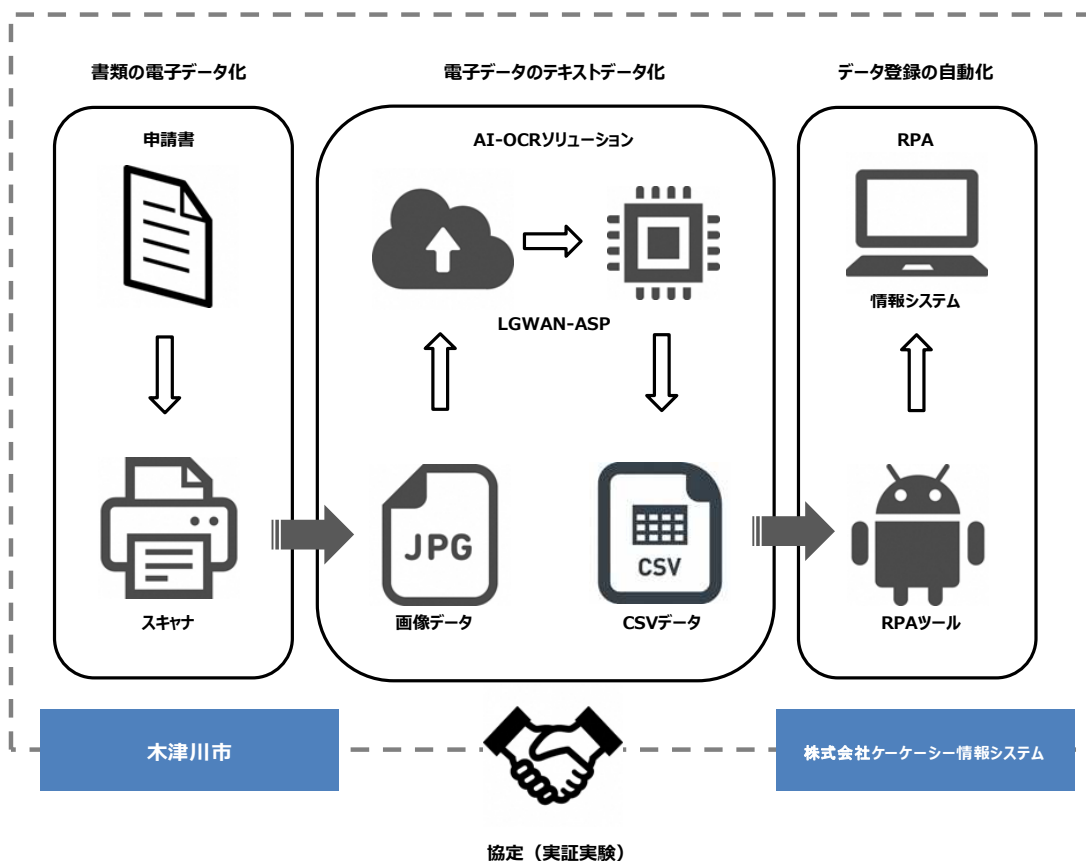 書類の電子データ化
電子データのテキストデータ化
データ登録の自動化
申請書
スキャナ
AI-OCRソリューション
LGWAN-ASP
JPG
画像データ
CSV
CSVデータ
RPA
情報システム
RPAツール
木津川市
株式会社ケーケーシー情報システム
協定（実証実験）